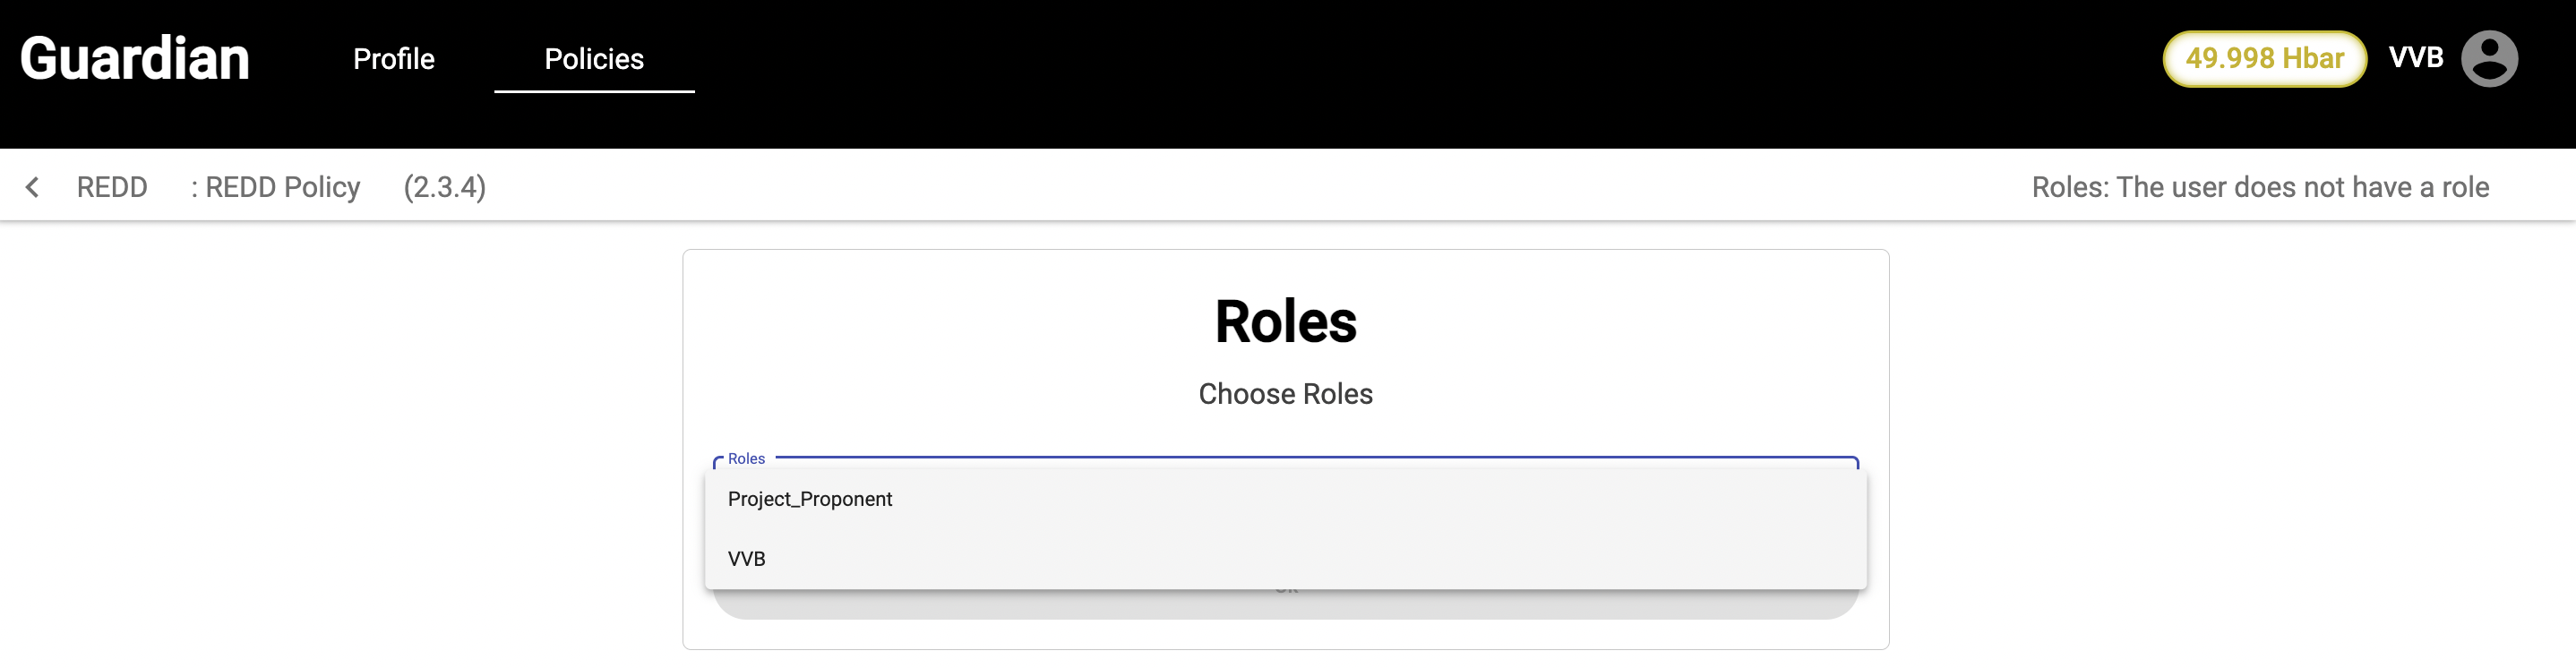 Guardian Profile Policies 49.998 Hbar VVB
REDD : REDD Policy (2.3.4) Roles: The user does not have a role
Roles
Choose Roles
Roles
Project_Proponent
VVB